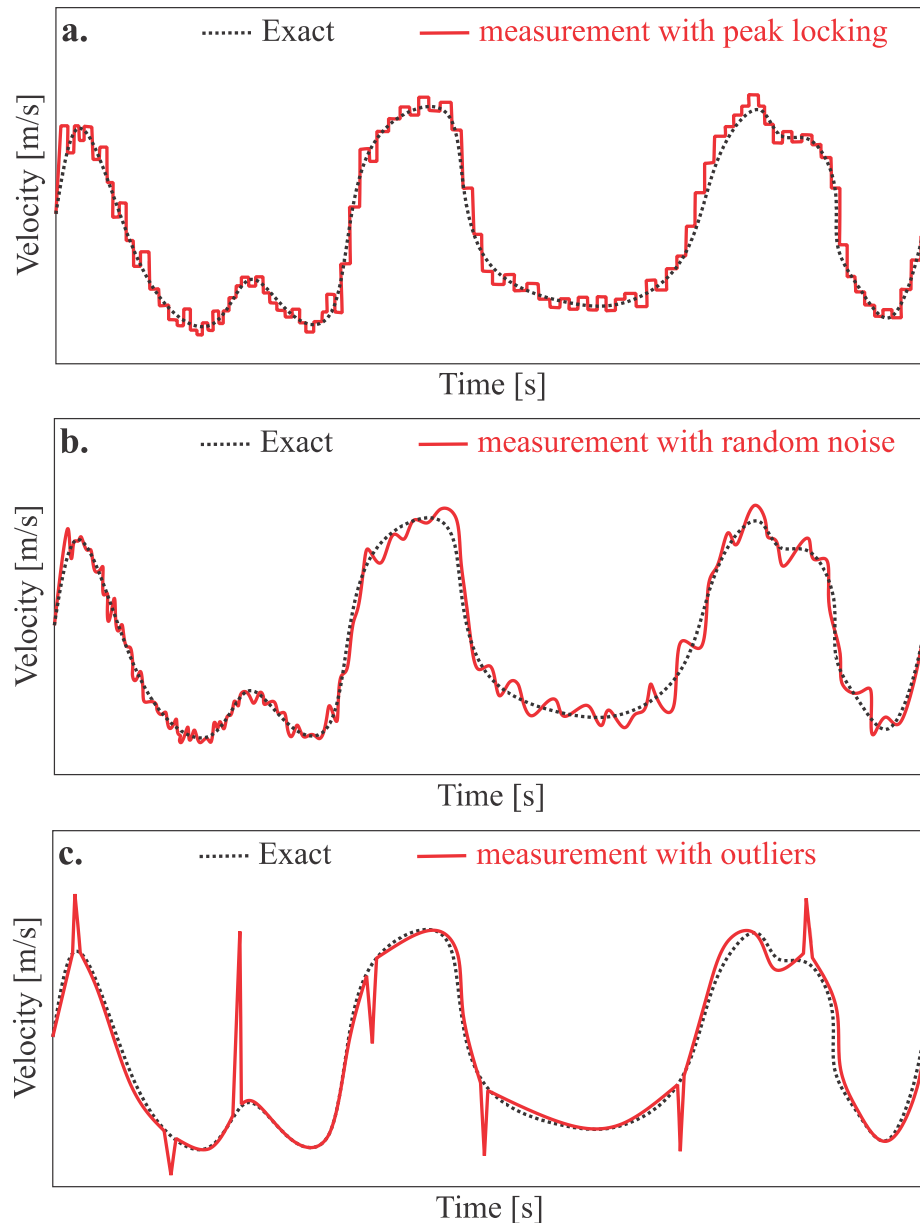 a.
Exact
measurement with peak locking
Velocity [m/s]
Time [s]
b.
Exact
measurement with random noise
Velocity [m/s]
Time [s]
c.
Exact
measurement with outliers
Velocity [m/s]
Time [s]